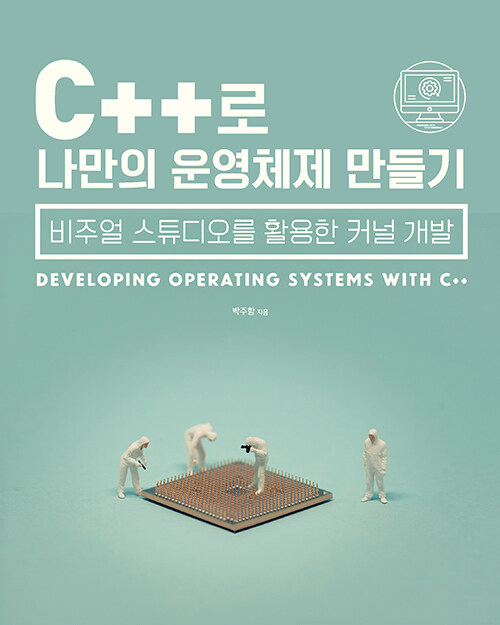 C++로
나만의 운영체제 만들기
비주얼 스튜디오를 활용한 커널 개발
DEVELOPING OPERATING SYSTEMS WITH C++
박주항 지음